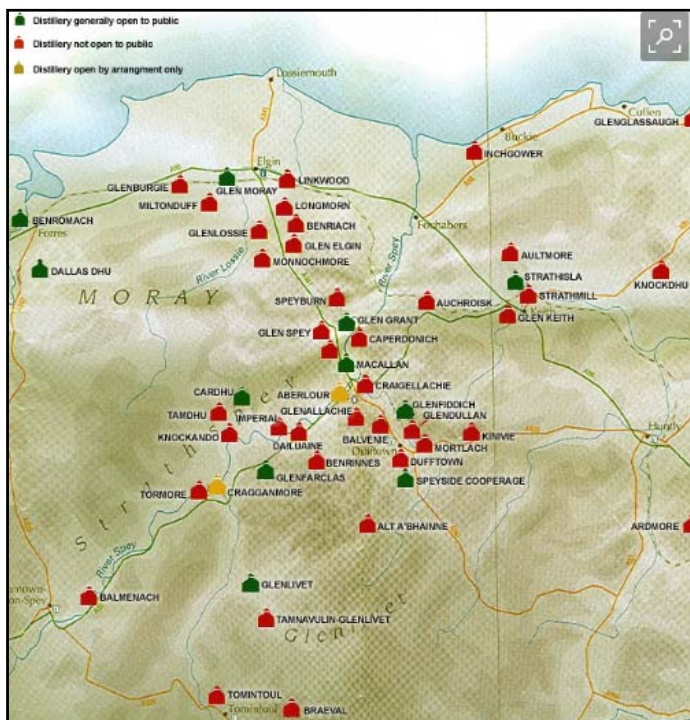 Distillery generally open to public
Distillery not open to public
Distillery open by arrangment only
Lossiemouth
Cullen
GLENGLASSAUGH
Buckie
INCHGOWER
Elgin
GLENBURGIE
GLEN MORAY
LINKWOOD
MILTONDUFF
LONGMORN
BENROMACH
Forres
GLENLOSSIE
BENRIACH
Fochabers
GLEN ELGIN
River Lossie
River Spey
MONNOCHMORE
AULTMORE
DALLAS DHU
STRATHISLA
KNOCKDHU
MORAY
SPEYBURN
AUCHROISK
STRATHMILL
Keith
GLEN KEITH
GLEN GRANT
GLEN SPEY
CAPERDONICH
MACALLAN
CARDHU
ABERLOUR
CRAIGELLACHIE
TAMDHU
IMPERIAL
GLENALLACHIE
GLENFIDDICH
GLENDULLAN
KNOCKANDO
DAILUAINE
BALVENIE
KININIE
Huntly
Dufftown
MORTLACH
BENRINNES
DUFFTOWN
GLENFARCLAS
SPEYSIDE COOPERAGE
TORMORE
CRAGGANMORE
Strathspey
ALT A'BHAINNE
ARDMORE
River Spey
GLENLIVET
BALMENACH
TAMNAVULIN-GLENLIVET
Glenlivet
TOMINTOUL
Tomintoul
BRAEVAL